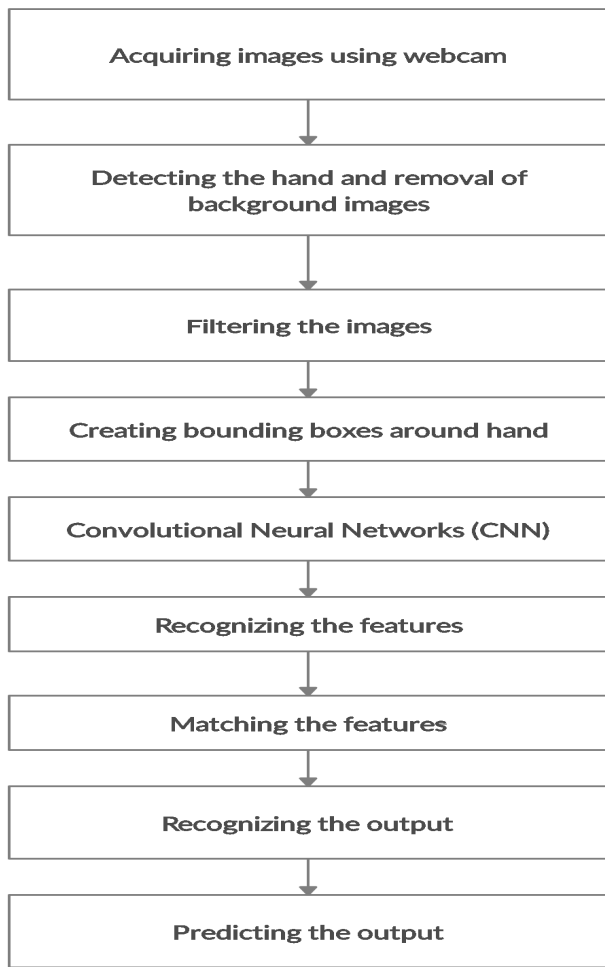 Acquiring images using webcam
Detecting the hand and removal of
background images
Filtering the images
Creating bounding boxes around hand
Convolutional Neural Networks (CNN)
Recognizing the features
Matching the features
Recognizing the output
Predicting the output